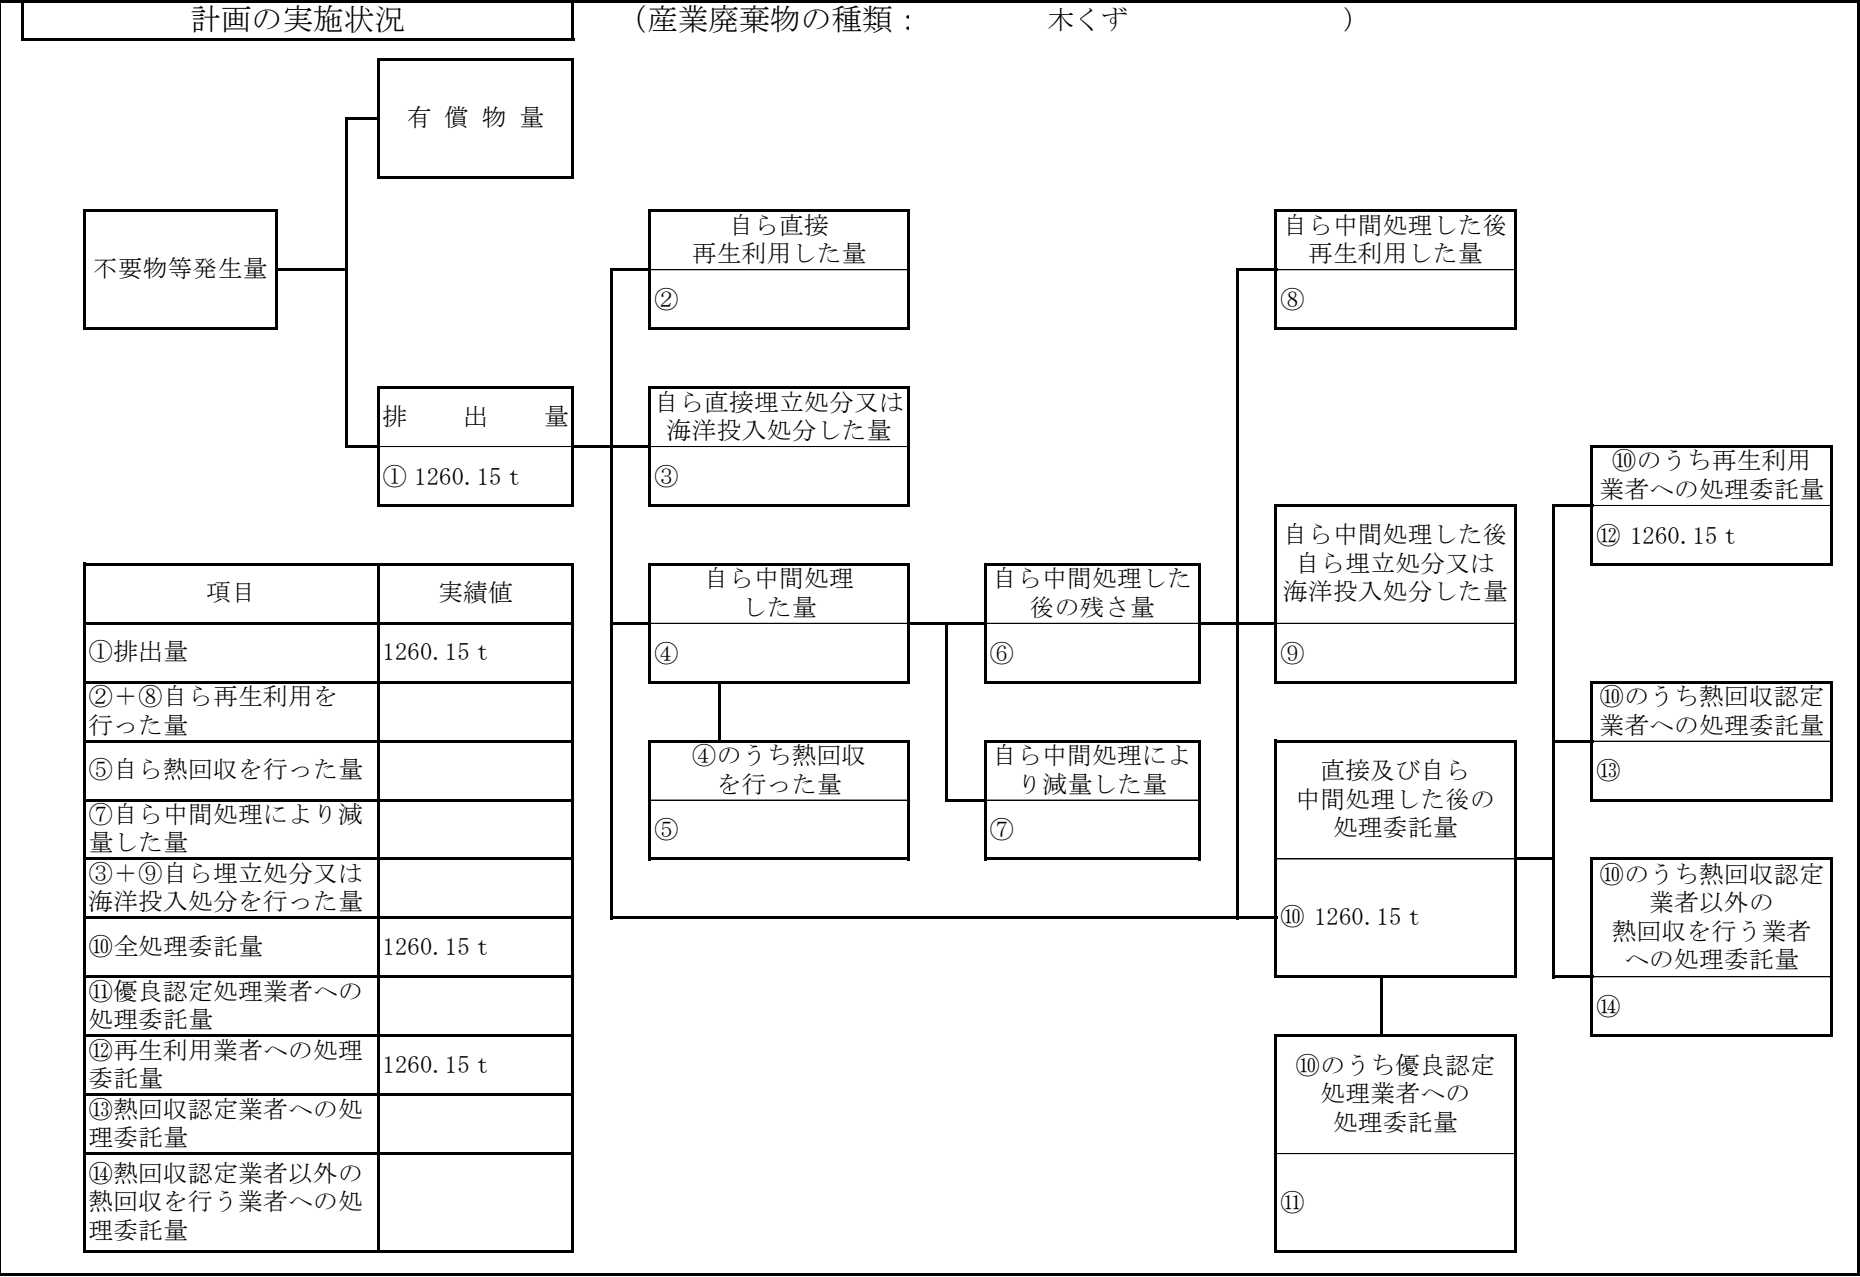 計画の実施状況
(産業廃棄物の種類： 木くず ）
有償物量
不要物等発生量
自ら直接
再生利用した量
②
自ら中間処理した後
再生利用した量
⑧
排出量
① 1260.15 t
自ら直接埋立処分又は
海洋投入処分した量
③
⑩のうち再生利用
業者への処理委託量
⑫ 1260.15 t
自ら中間処理した後
自ら埋立処分又は
海洋投入処分した量
⑨
自ら中間処理
した量
④
自ら中間処理した
後の残さ量
⑥
④のうち熱回収
を行った量
⑤
自ら中間処理によ
り減量した量
⑦
⑩のうち熱回収認定
業者への処理委託量
⑬
直接及び自ら
中間処理した後の
処理委託量
⑩ 1260.15 t
⑩のうち熱回収認定
業者以外の
熱回収を行う業者
への処理委託量
⑭
⑩のうち優良認定
処理業者への
処理委託量
⑪
項目 実績値
①排出量 1260.15 t
②＋⑧自ら再生利用を
行った量
⑤自ら熱回収を行った量
⑦自ら中間処理により減
量した量
③＋⑨自ら埋立処分又は
海洋投入処分を行った量
⑩全処理委託量 1260.15 t
⑪優良認定処理業者への
処理委託量
⑫再生利用業者への処理
委託量 1260.15 t
⑬熱回収認定業者への処
理委託量
⑭熱回収認定業者以外の
熱回収を行う業者への処
理委託量